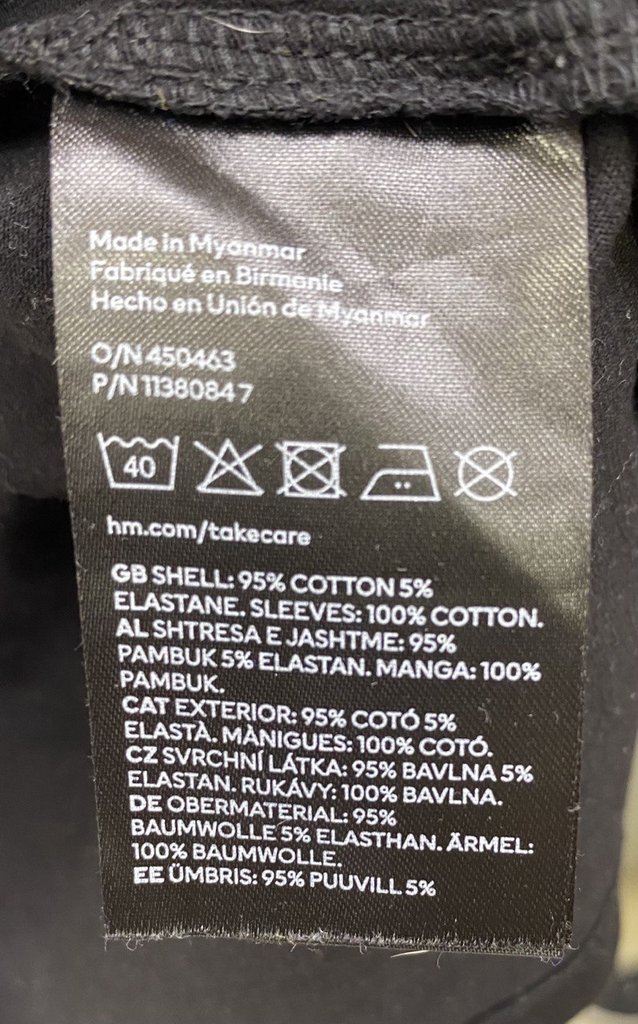 Made in Myanmar
Fabriqué en Birmanie
Hecho en Unión de Myanmar
O/N 450463
P/N 11380847
40
hm.com/takecare
GB SHELL: 95% COTTON 5%
ELASTANE. SLEEVES: 100% COTTON.
AL SHTRESA E JASHTME: 95%
PAMBUK 5% ELASTAN. MANGA: 100%
PAMBUK.
CAT EXTERIOR: 95% COTÓ 5%
ELASTÀ. MÀNIGUES: 100% COTÓ.
CZ SVRCHNÍ LÁTKA: 95% BAVLNA 5%
ELASTAN. RUKÁVY: 100% BAVLNA.
DE OBERMATERIAL: 95%
BAUMWOLLE 5% ELASTHAN. ÄRMEL:
100% BAUMWOLLE.
EE ÜMBRIS: 95% PUUVILL 5%